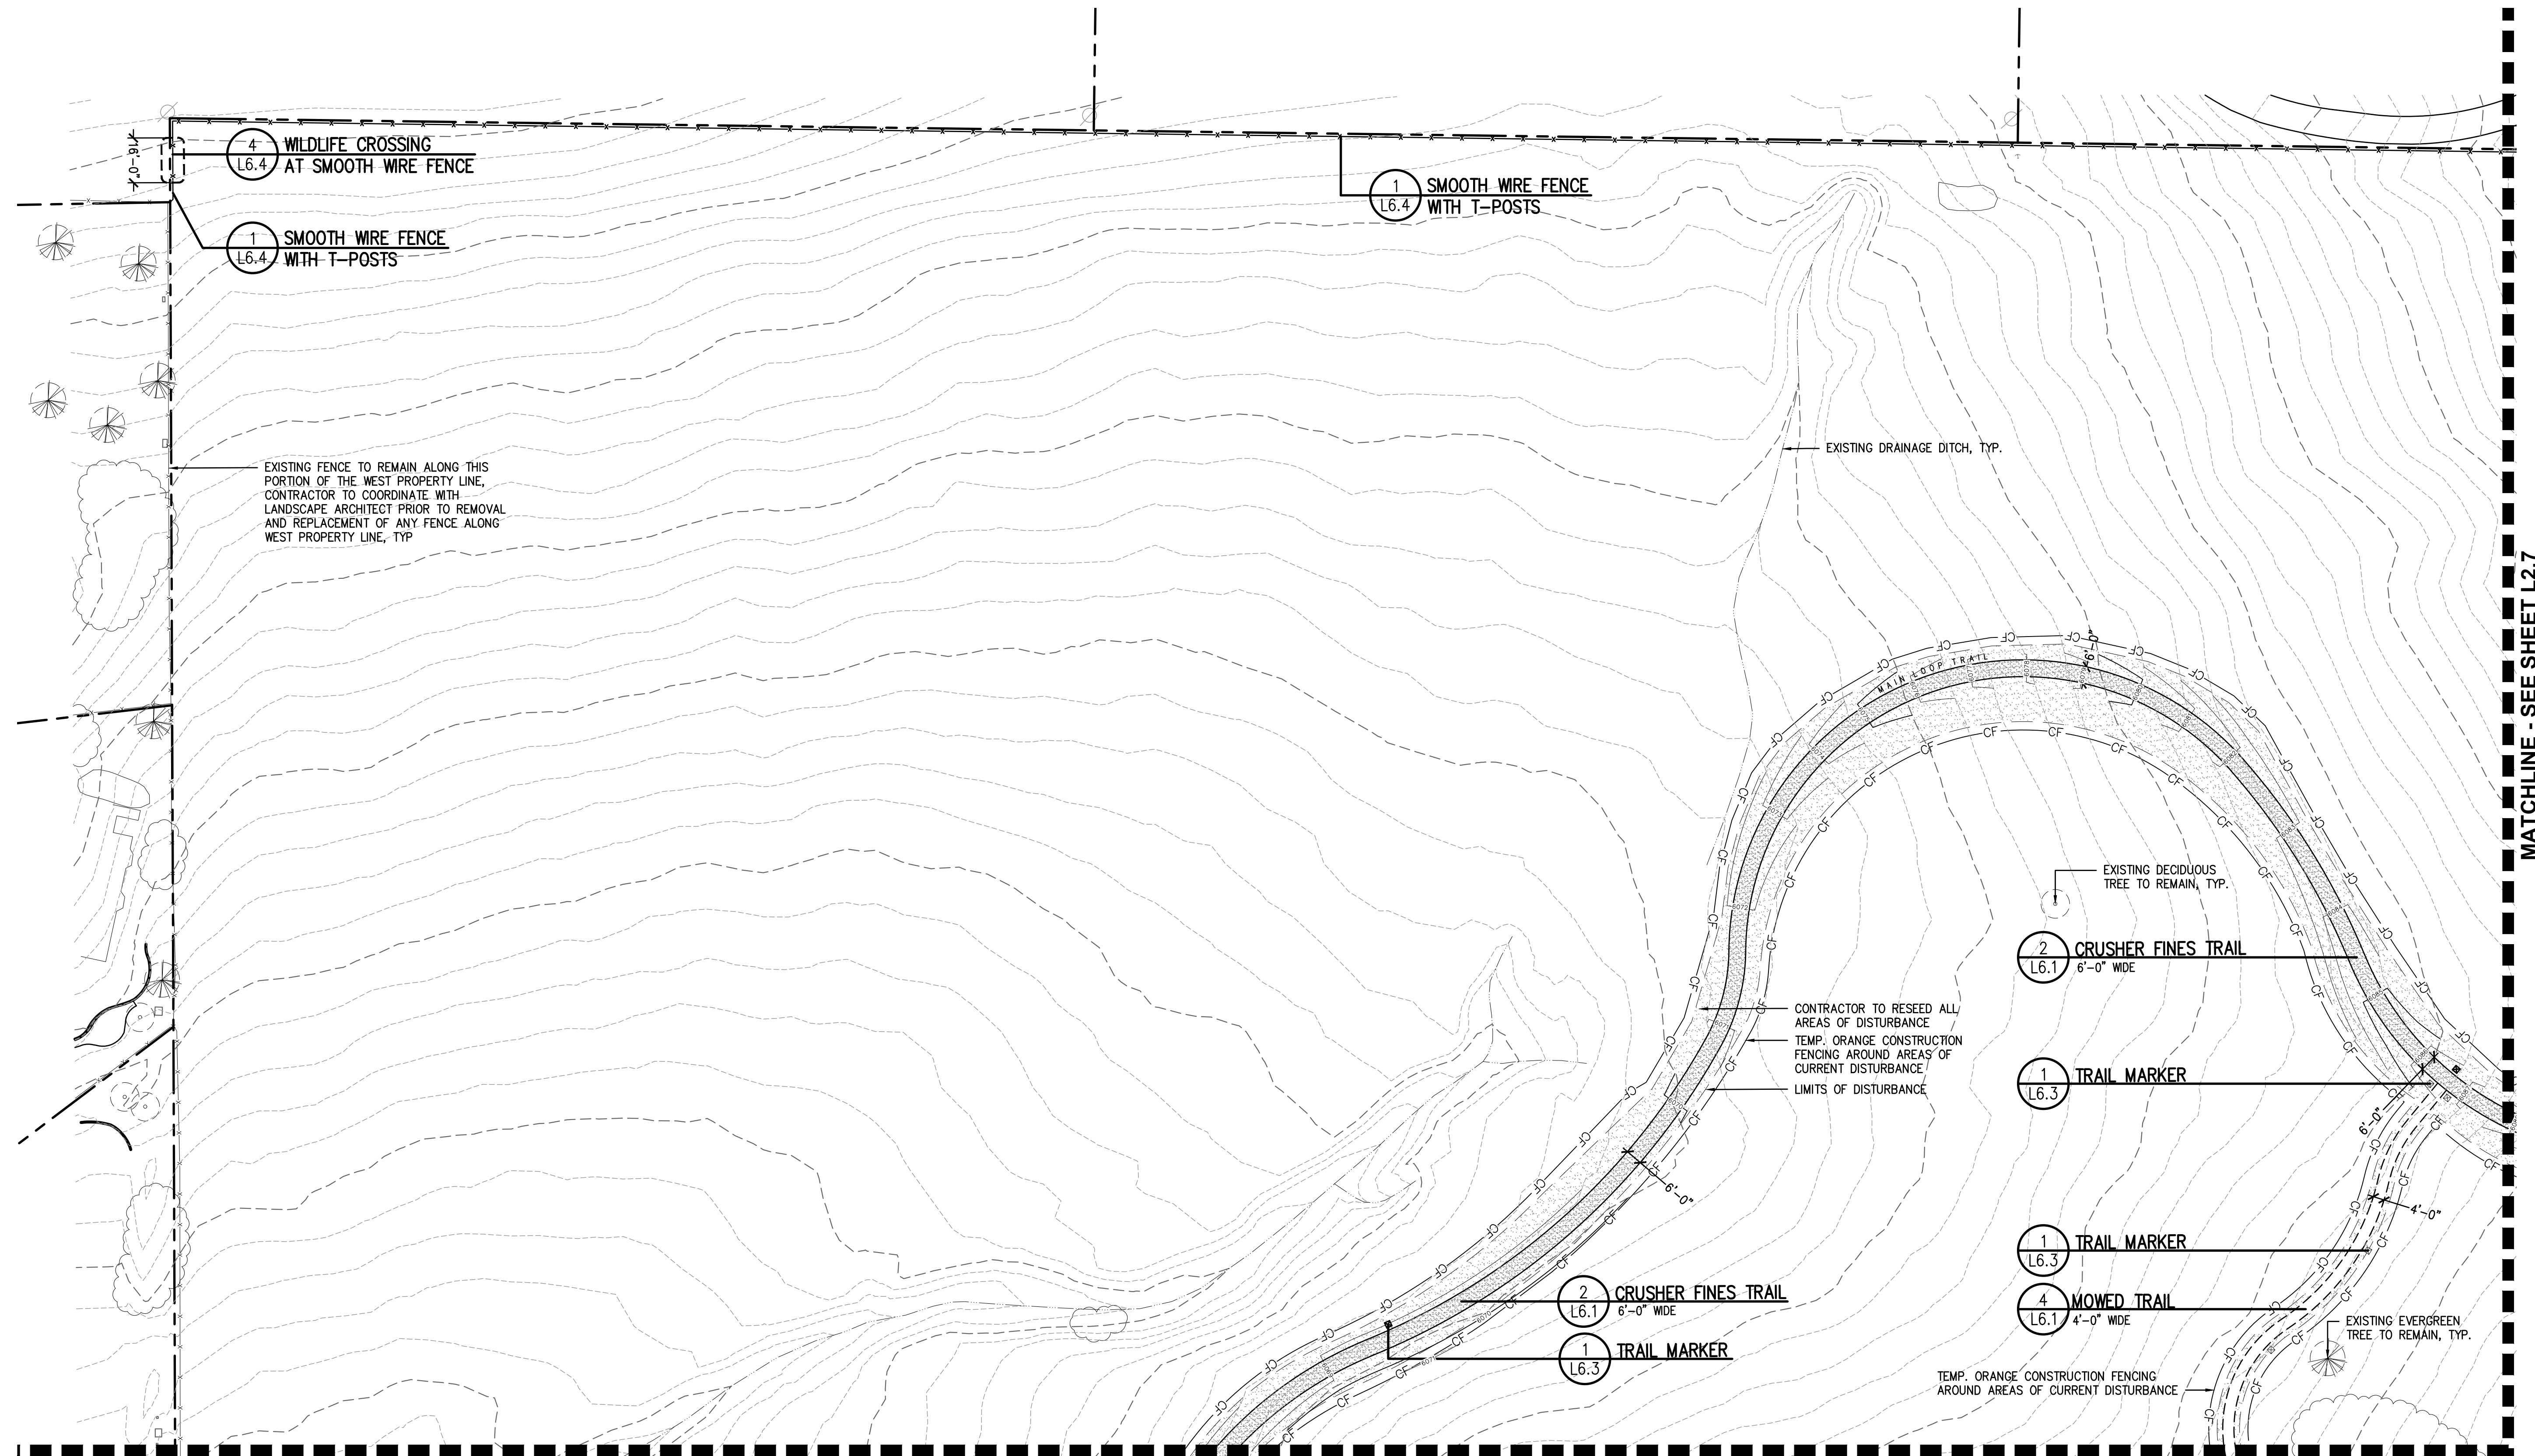 16'-0"
4
L6.4
WILDLIFE CROSSING
AT SMOOTH WIRE FENCE
1
L6.4
SMOOTH WIRE FENCE
WITH T-POSTS
1
L6.4
SMOOTH WIRE FENCE
WITH T-POSTS
EXISTING FENCE TO REMAIN ALONG THIS
PORTION OF THE WEST PROPERTY LINE,
CONTRACTOR TO COORDINATE WITH
LANDSCAPE ARCHITECT PRIOR TO REMOVAL
AND REPLACEMENT OF ANY FENCE ALONG
WEST PROPERTY LINE, TYP
EXISTING DRAINAGE DITCH, TYP.
MATCHLINE - SEE SHEET L2.7
MAIN LOOP TRAIL
6'-0"
EXISTING DECIDUOUS
TREE TO REMAIN, TYP.
2
L6.1
CRUSHER FINES TRAIL
6'-0" WIDE
CONTRACTOR TO RESEED ALL
AREAS OF DISTURBANCE
TEMP. ORANGE CONSTRUCTION
FENCING AROUND AREAS OF
CURRENT DISTURBANCE
LIMITS OF DISTURBANCE
6072
1
L6.3
TRAIL MARKER
6'-0"
6'-0"
4'-0"
1
L6.3
TRAIL MARKER
4
L6.1
MOWED TRAIL
4'-0" WIDE
2
L6.1
CRUSHER FINES TRAIL
6'-0" WIDE
1
L6.3
TRAIL MARKER
EXISTING EVERGREEN
TREE TO REMAIN, TYP.
TEMP. ORANGE CONSTRUCTION FENCING
AROUND AREAS OF CURRENT DISTURBANCE
CF